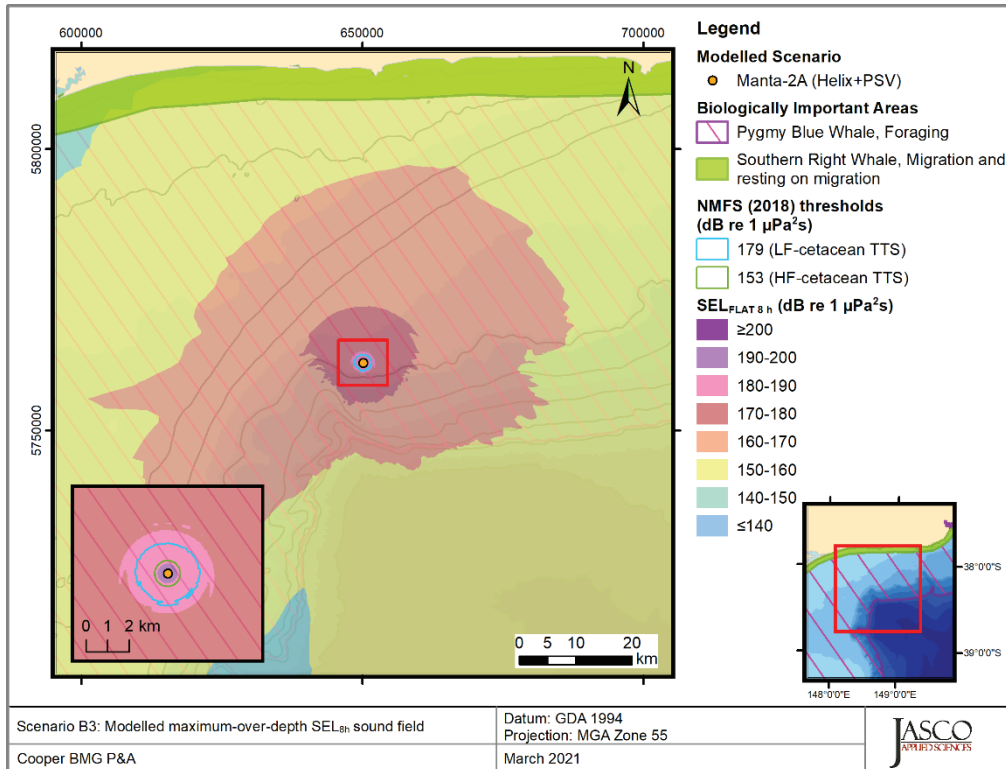 600000 650000 700000
5800000
5750000
N
0 1 2 km
0 5 10 20
km
Legend
Modelled Scenario
Manta-2A (Helix+PSV)
Biologically Important Areas
Pygmy Blue Whale, Foraging
Southern Right Whale, Migration and
resting on migration
NMFS (2018) thresholds
(dB re 1 µPa²s)
179 (LF-cetacean TTS)
153 (HF-cetacean TTS)
SELFLAT 8 h (dB re 1 µPa²s)
≥200
190-200
180-190
170-180
160-170
150-160
140-150
≤140
38°0'0"S
39°0'0"S
148°0'0"E 149°0'0"E
Scenario B3: Modelled maximum-over-depth SEL8h sound field
Datum: GDA 1994
Projection: MGA Zone 55
Cooper BMG P&A
March 2021
JASCO
APPLIED SCIENCES